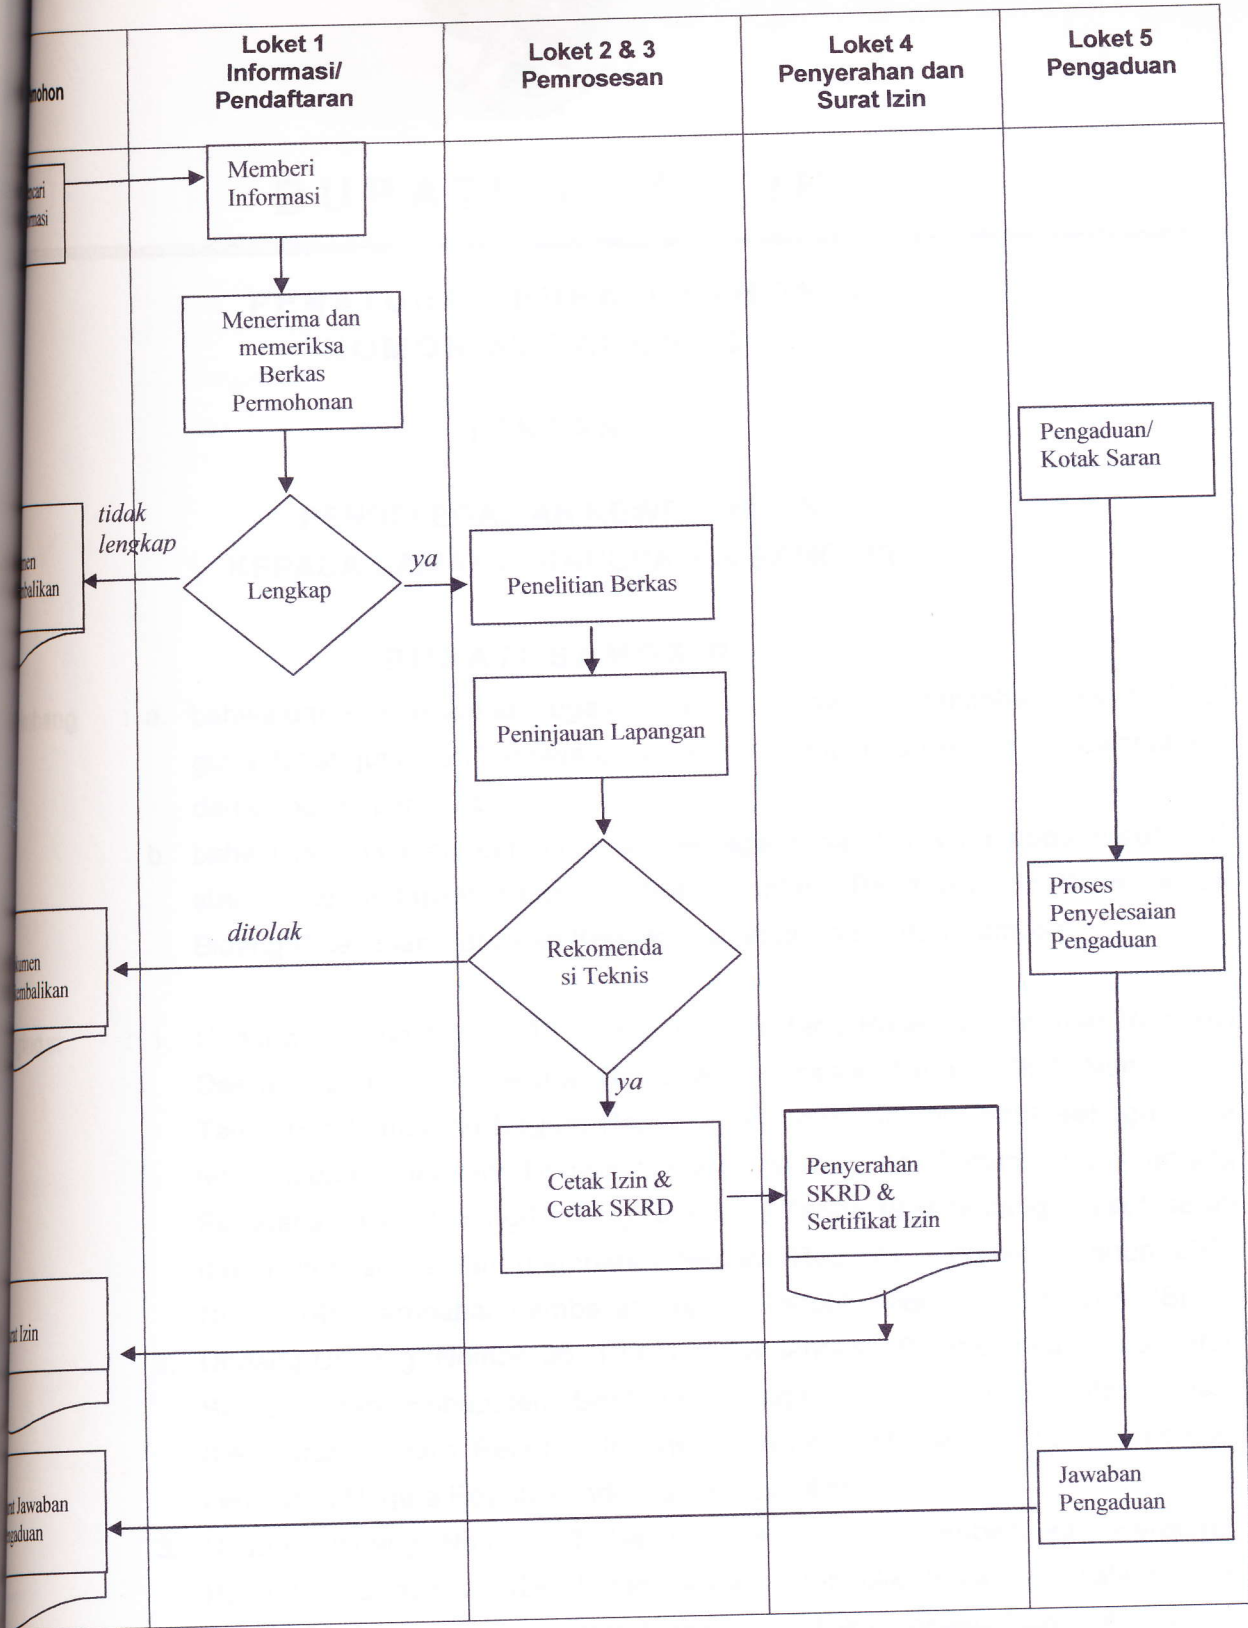 Loket 1
Informasi/
Pendaftaran
Loket 2 & 3
Pemrosesan
Loket 4
Penyerahan dan
Surat Izin
Loket 5
Pengaduan
Memberi
Informasi
Menerima dan
memeriksa
Berkas
Permohonan
Pengaduan/
Kotak Saran
tidak
lengkap
Lengkap
ya
Penelitian Berkas
Peninjauan Lapangan
ditolak
Rekomenda
si Teknis
Proses
Penyelesaian
Pengaduan
ya
Cetak Izin &
Cetak SKRD
Penyerahan
SKRD &
Sertifikat Izin
Izin
Jawaban
Jawaban
Pengaduan